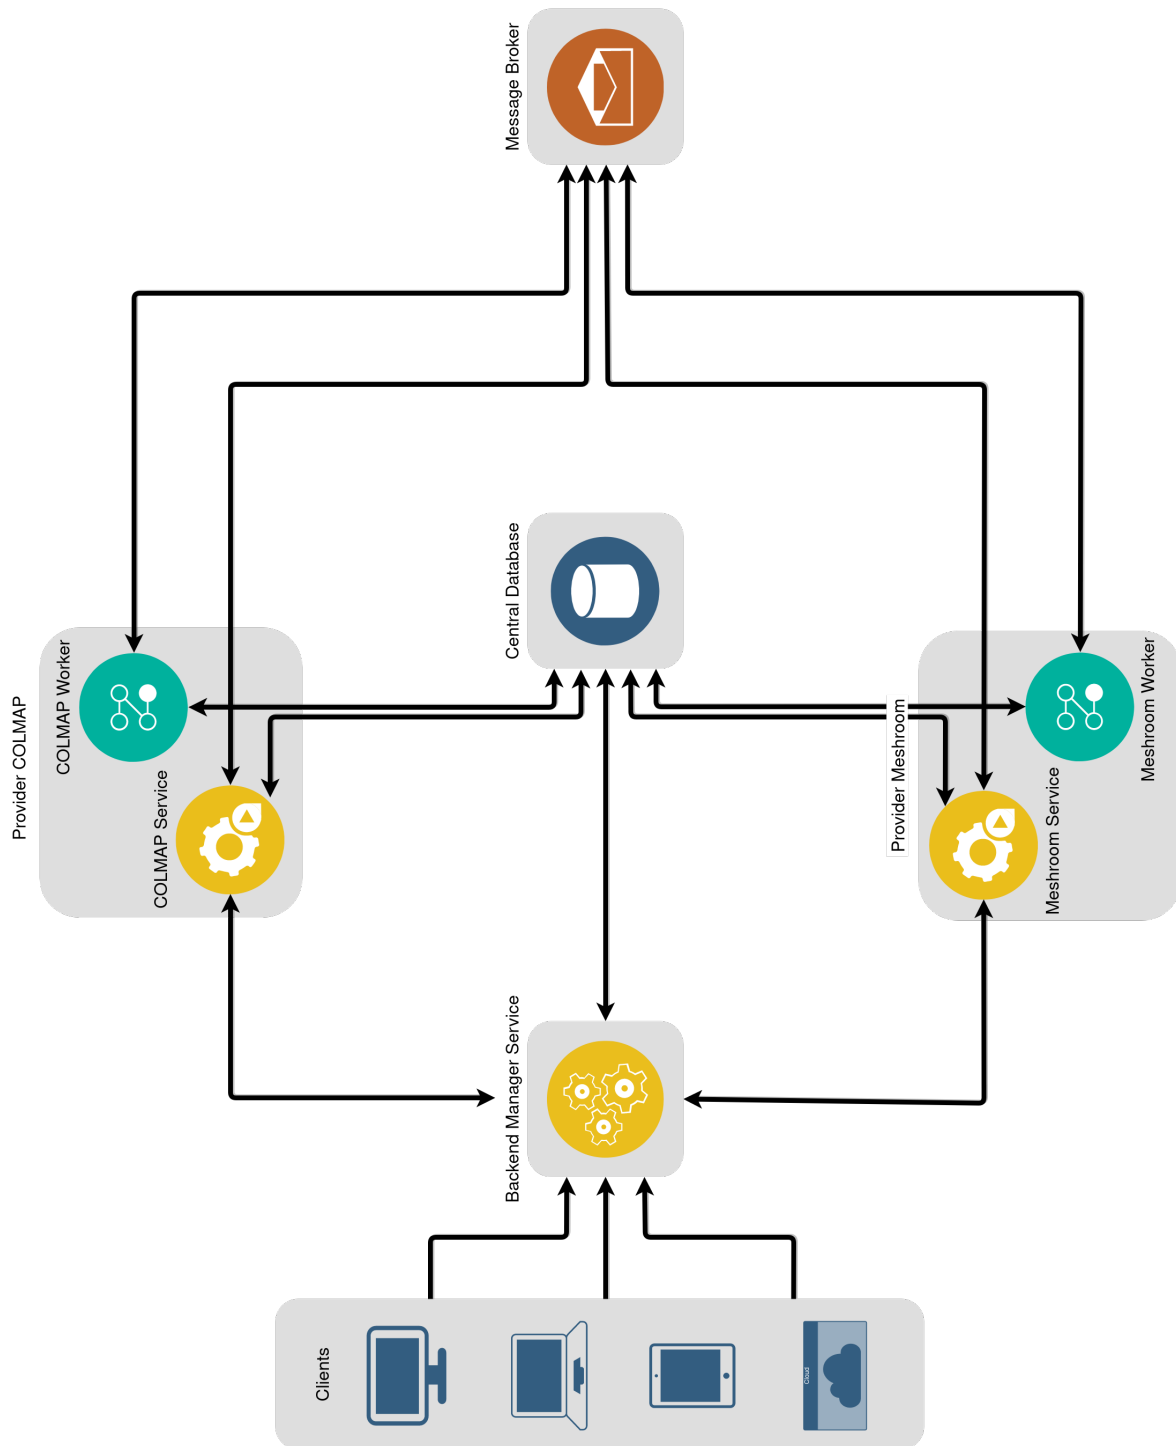 Clients
Cloud
Backend Manager Service
Provider COLMAP
COLMAP Service
COLMAP Worker
Central Database
Provider Meshroom
Meshroom Service
Meshroom Worker
Message Broker